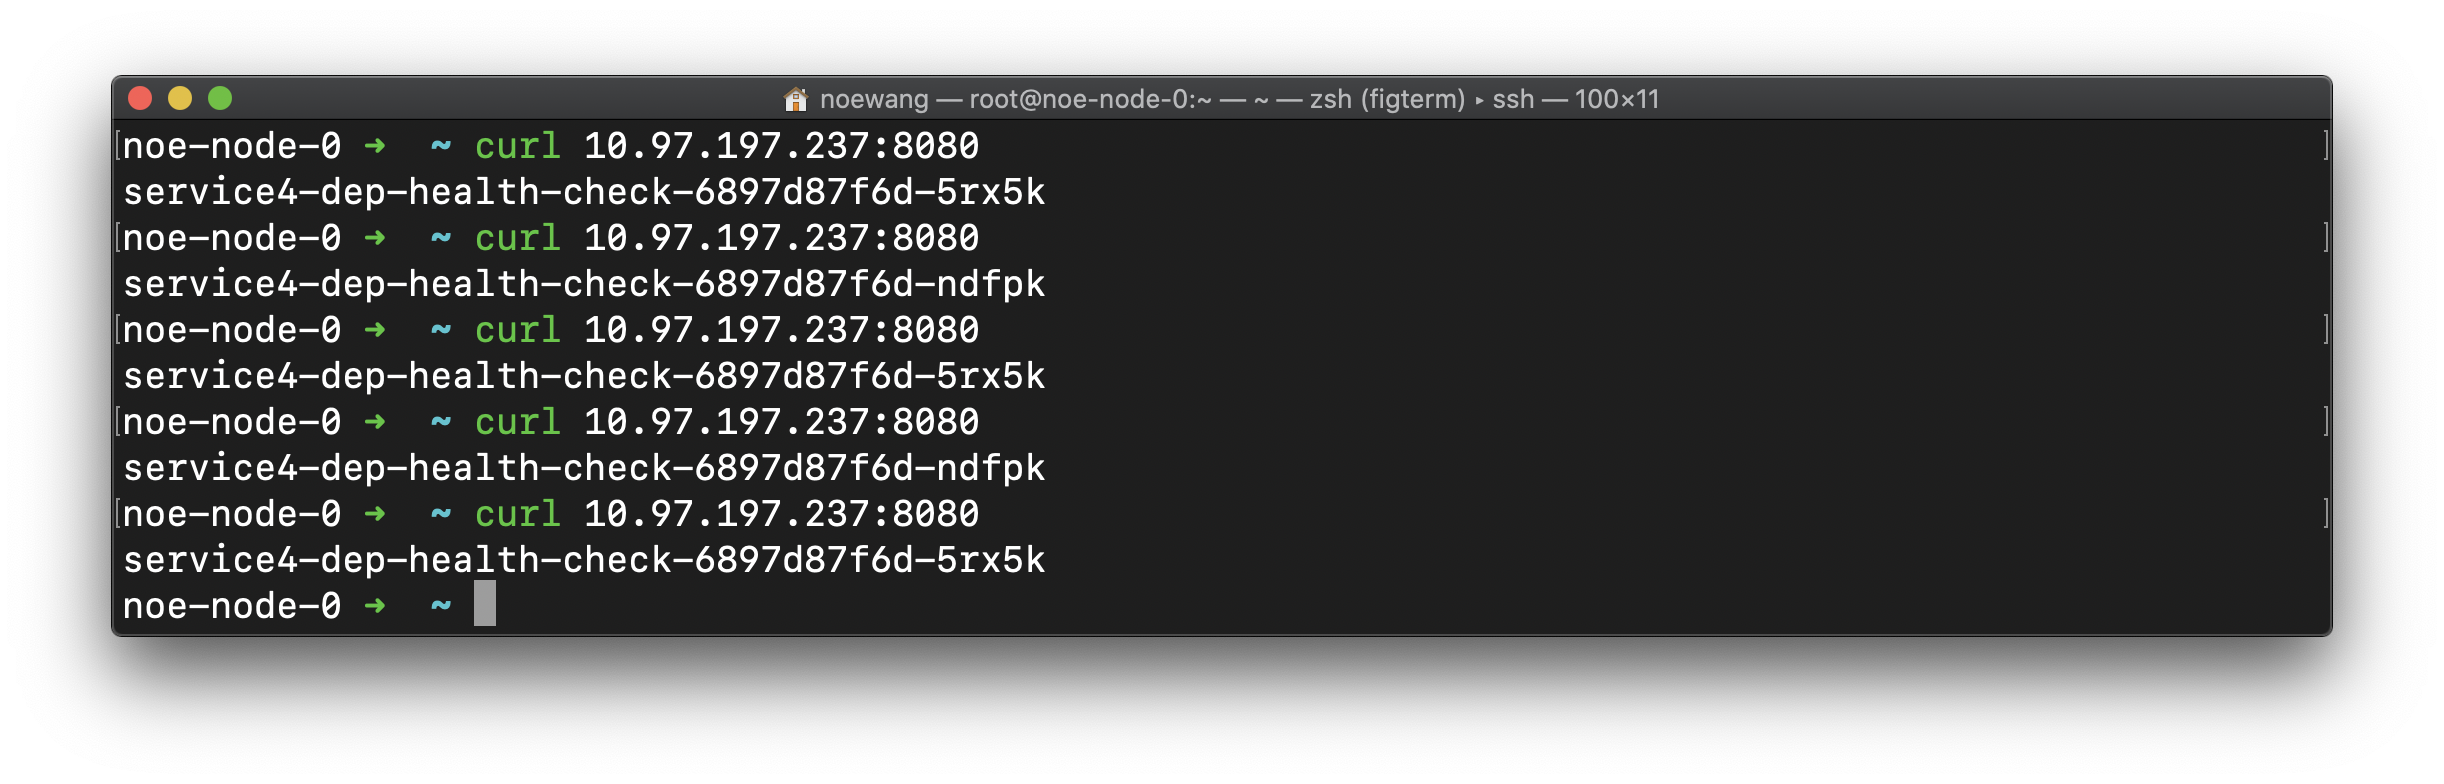 noewang — root@noe-node-0:~ — ~ — zsh (figterm) ▸ ssh — 100×11
[noe-node-0 ➜  ~ curl 10.97.197.237:8080]
service4-dep-health-check-6897d87f6d-5rx5k
[noe-node-0 ➜  ~ curl 10.97.197.237:8080]
service4-dep-health-check-6897d87f6d-ndfpk
[noe-node-0 ➜  ~ curl 10.97.197.237:8080]
service4-dep-health-check-6897d87f6d-5rx5k
[noe-node-0 ➜  ~ curl 10.97.197.237:8080]
service4-dep-health-check-6897d87f6d-ndfpk
[noe-node-0 ➜  ~ curl 10.97.197.237:8080]
service4-dep-health-check-6897d87f6d-5rx5k
noe-node-0 ➜  ~